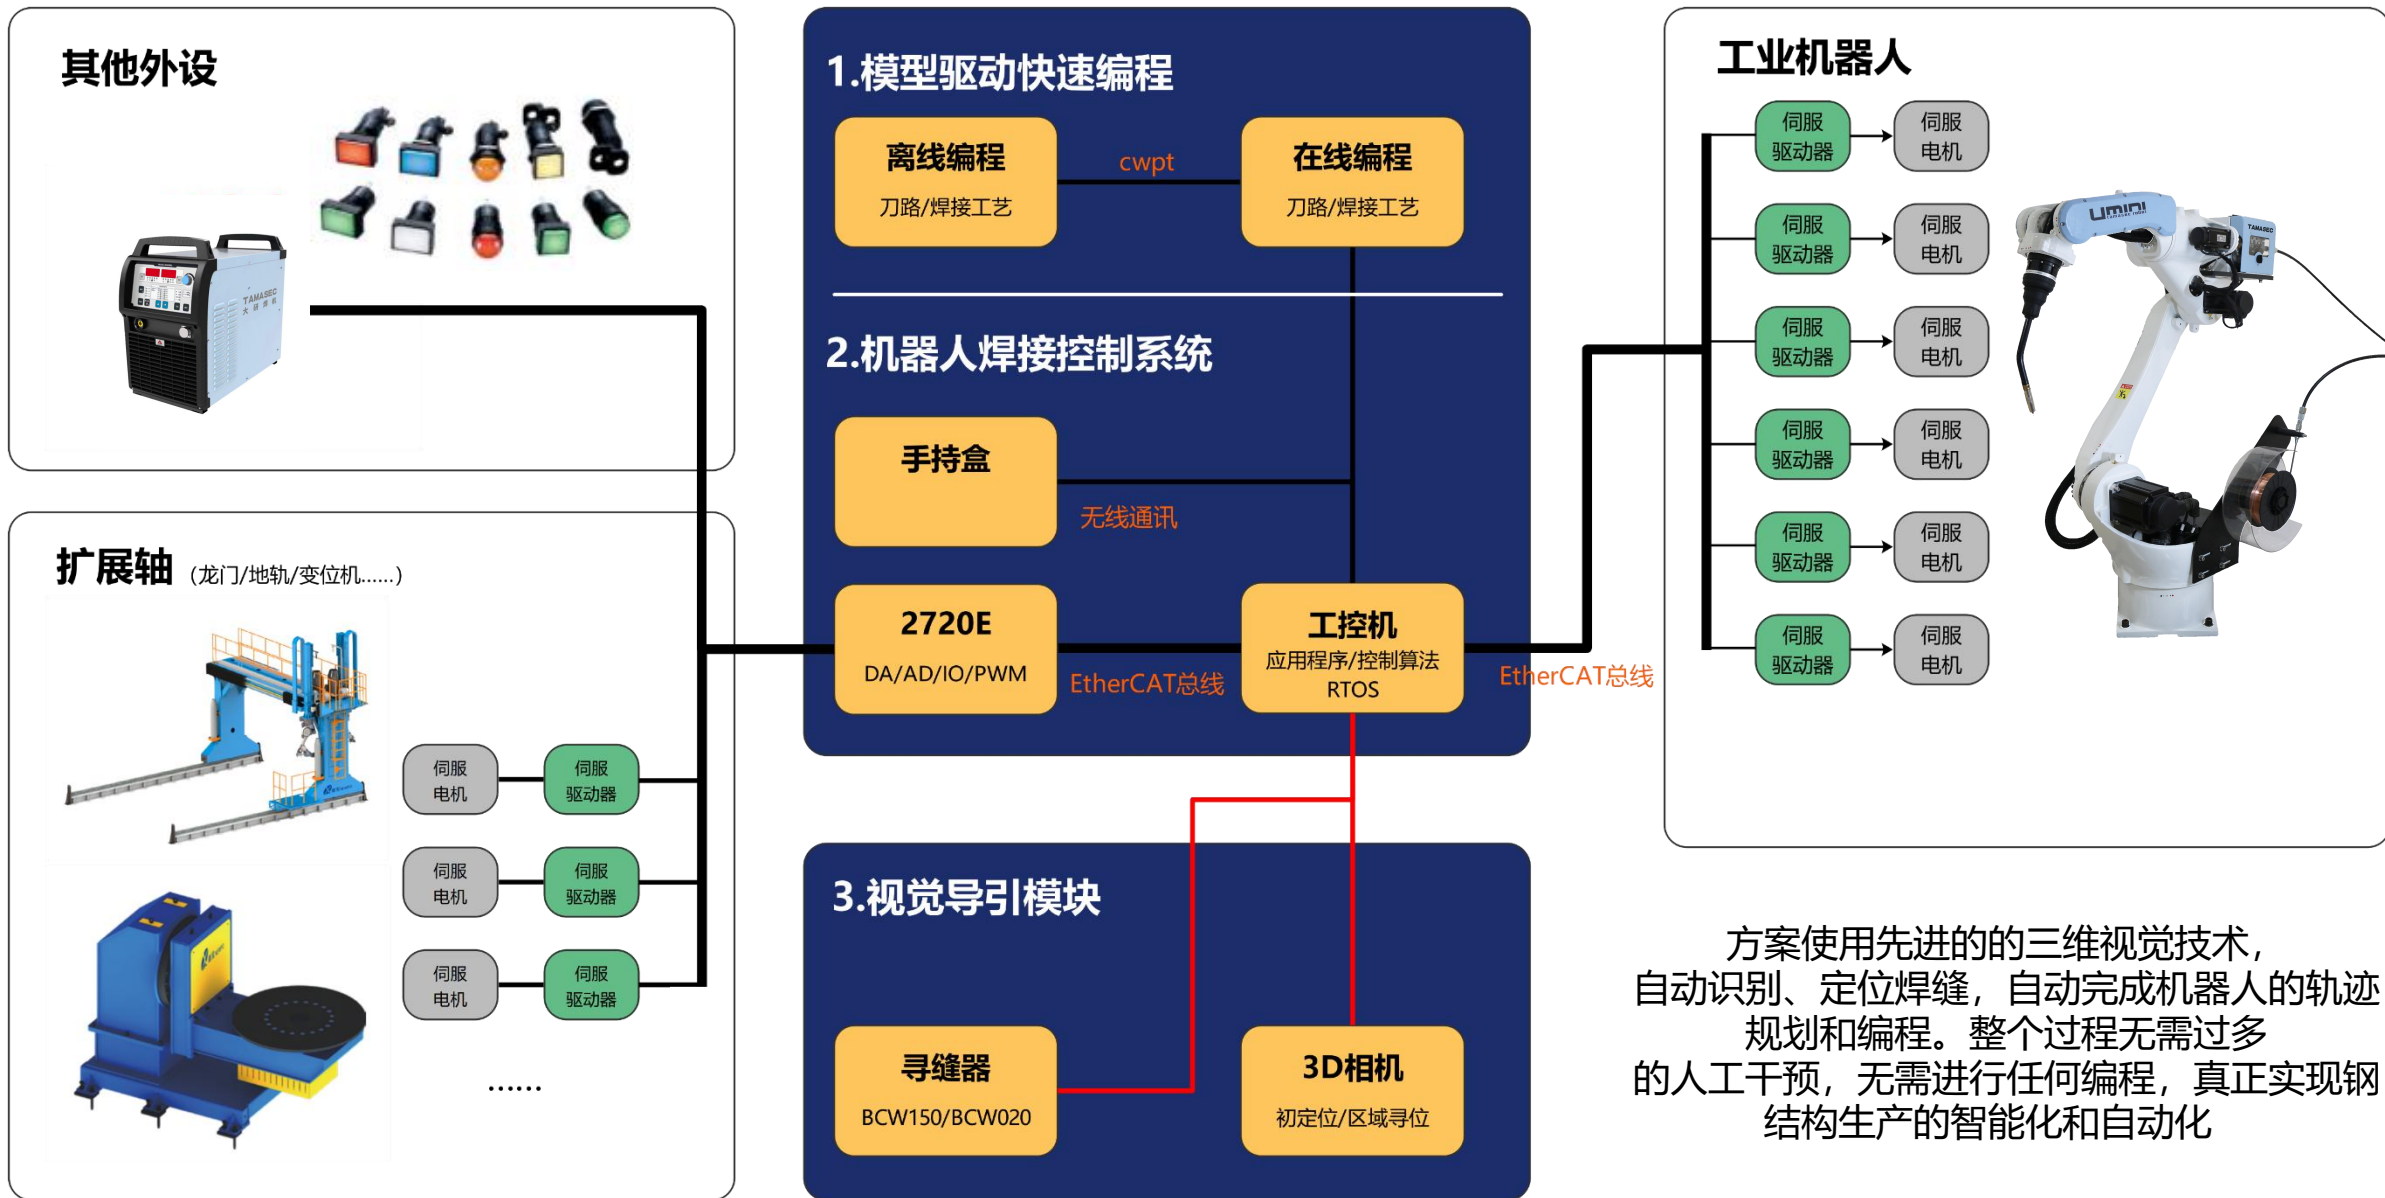 其他外设
TAMASEC
大研焊机
扩展轴 (龙门/地轨/变位机......)
伺服
电机
伺服
驱动器
伺服
电机
伺服
驱动器
伺服
电机
伺服
驱动器
......
1.模型驱动快速编程
离线编程
刀路/焊接工艺
cwpt
在线编程
刀路/焊接工艺
2.机器人焊接控制系统
手持盒
无线通讯
2720E
DA/AD/IO/PWM
EtherCAT总线
工控机
应用程序/控制算法
RTOS
EtherCAT总线
3.视觉导引模块
寻缝器
BCW150/BCW020
3D相机
初定位/区域寻位
工业机器人
伺服
驱动器
伺服
电机
伺服
驱动器
伺服
电机
伺服
驱动器
伺服
电机
伺服
驱动器
伺服
电机
伺服
驱动器
伺服
电机
伺服
驱动器
伺服
电机
Umini
TAMASEC
方案使用先进的的三维视觉技术，
自动识别、定位焊缝，自动完成机器人的轨迹
规划和编程。整个过程无需过多
的人工干预，无需进行任何编程，真正实现钢
结构生产的智能化和自动化